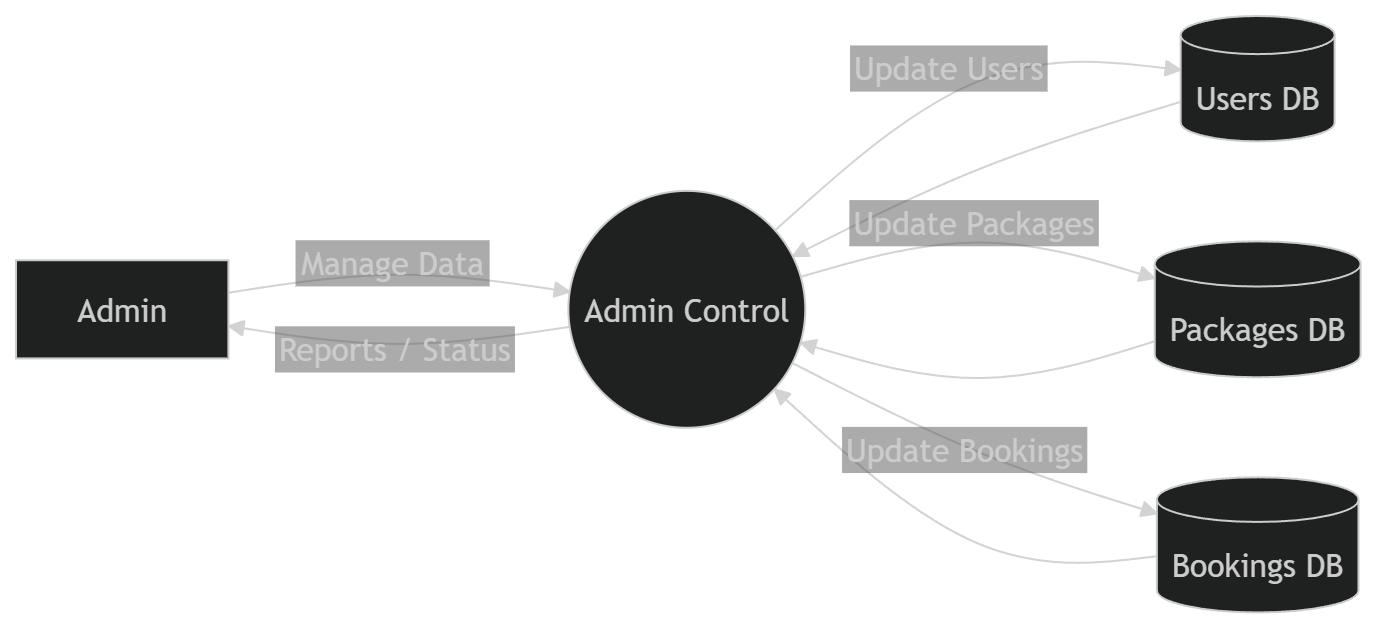 Update Users
Users DB
Update Packages
Manage Data
Admin
Admin Control
Packages DB
Reports / Status
Update Bookings
Bookings DB